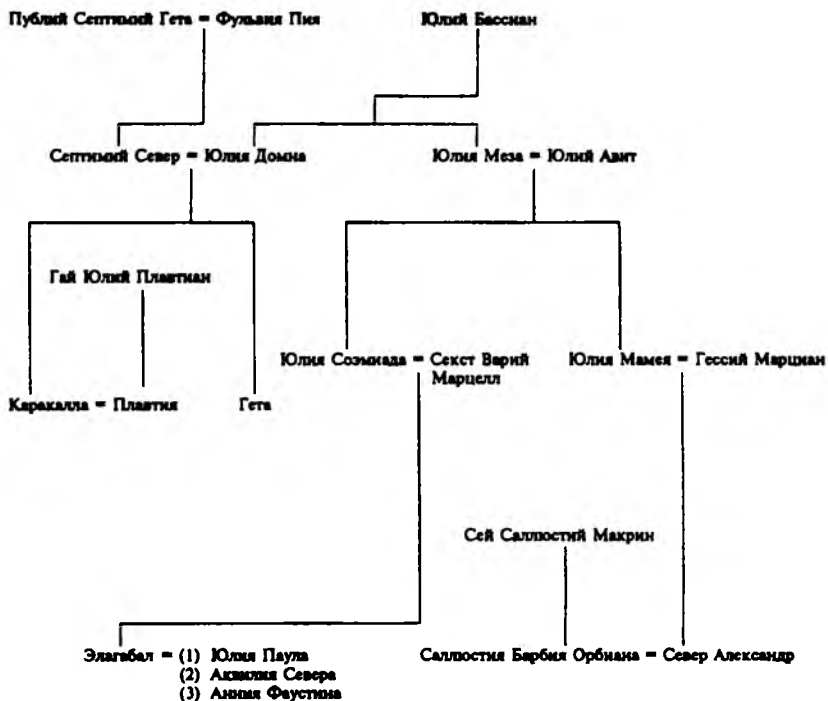 Публий Септимий Гета = Фульвия Пия
Юлий Бассиан
Септимий Север = Юлия Домна
Юлия Меза = Юлий Авит
Гай Юлий Плавтиан
Юлия Соэмиада = Секст Варий
Марцелл
Юлия Мамея = Гессий Марциан
Каракалла = Плавтия
Гета
Сей Саллюстий Макрин
Элагабал = (1) Юлия Паула
(2) Аквилия Севера
(3) Анния Фаустина
Саллюстия Барбия Орбиана = Север Александр